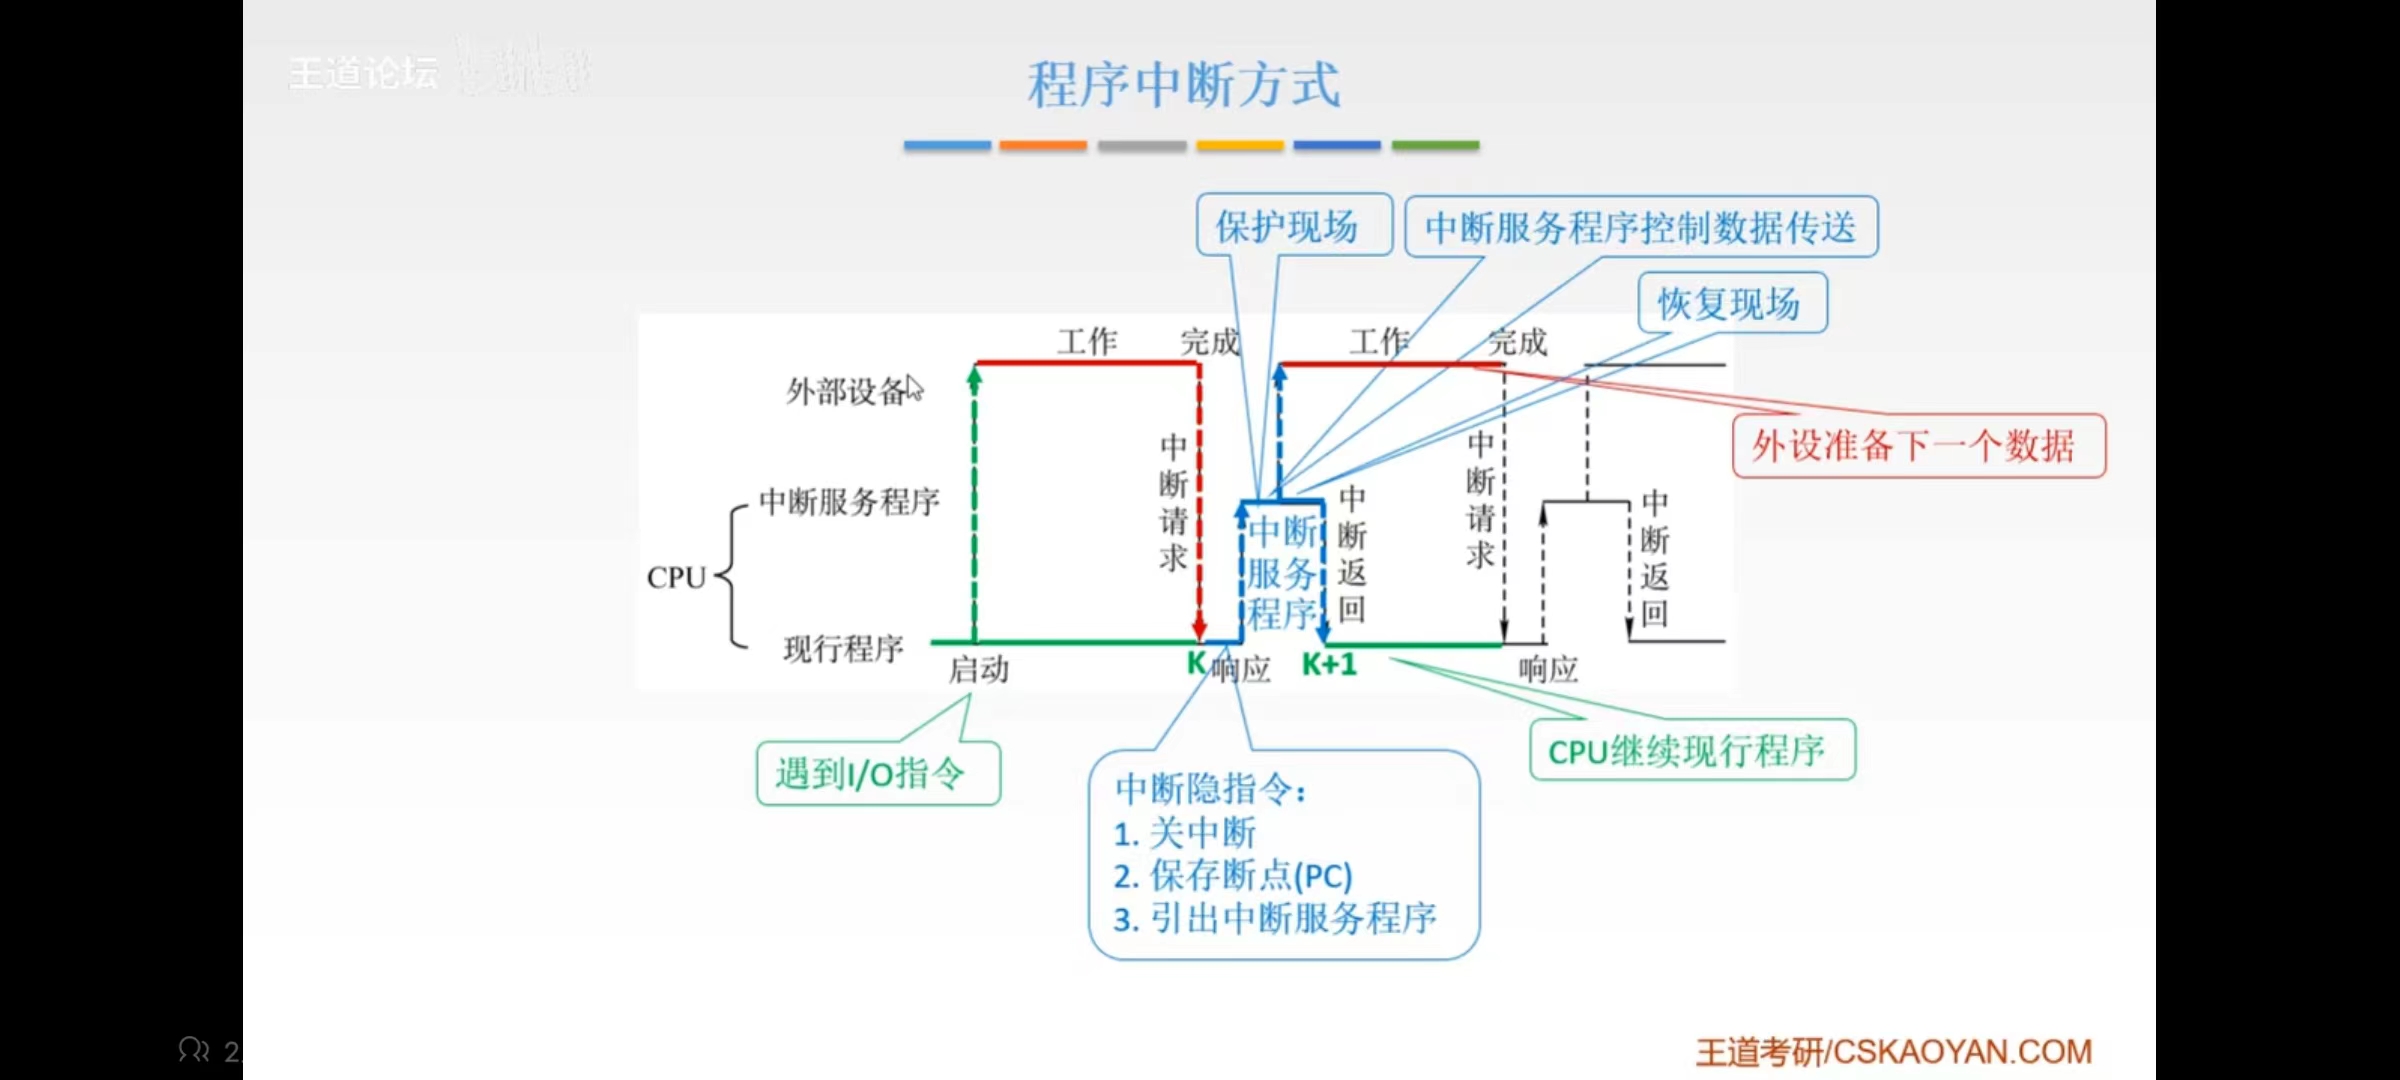 王道论坛
程序中断方式
保护现场
中断服务程序控制数据传送
恢复现场
工作
完成
工作
完成
外部设备
外设准备下一个数据
中断请求
中断请求
中断服务程序
中断服务程序
中断返回
中断返回
CPU
现行程序
启动
K
响应
K+1
响应
遇到I/O指令
CPU继续现行程序
中断隐指令：
1. 关中断
2. 保存断点(PC)
3. 引出中断服务程序
王道考研/CSKAOYAN.COM